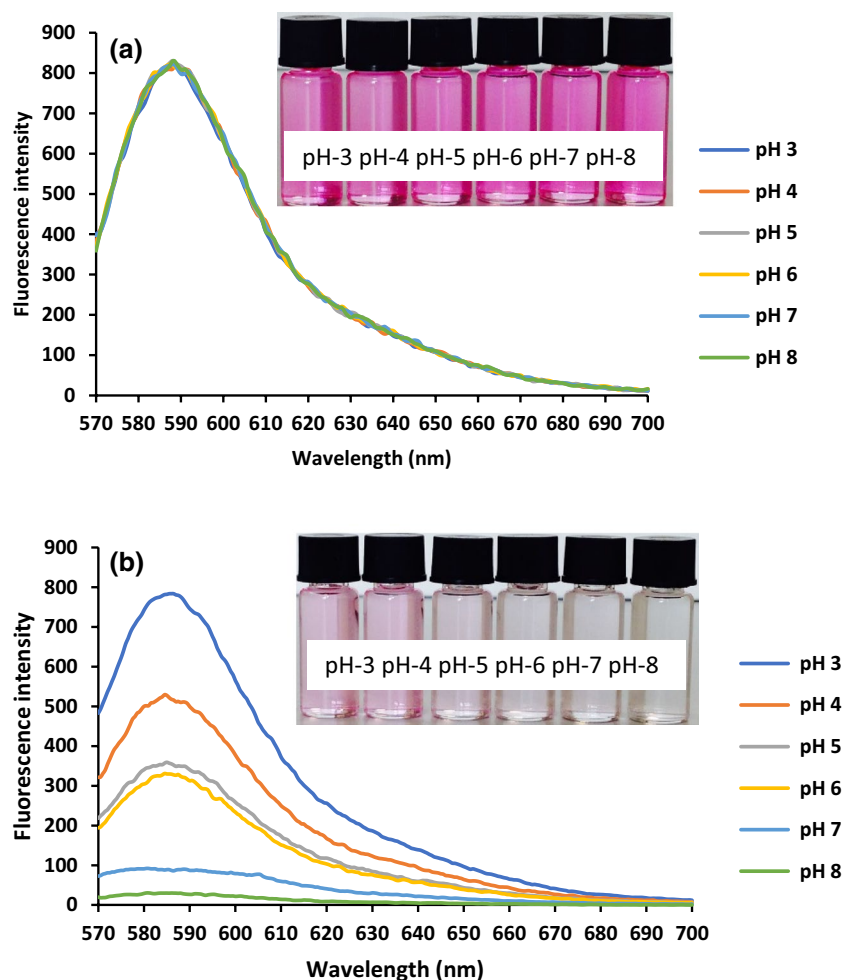 (a)
Fluorescence intensity
900
800
700
600
500
400
300
200
100
0
570 580 590 600 610 620 630 640 650 660 670 680 690 700
Wavelength (nm)
pH-3 pH-4 pH-5 pH-6 pH-7 pH-8
pH 3
pH 4
pH 5
pH 6
pH 7
pH 8
(b)
Fluorescence intensity
900
800
700
600
500
400
300
200
100
0
570 580 590 600 610 620 630 640 650 660 670 680 690 700
Wavelength (nm)
pH-3 pH-4 pH-5 pH-6 pH-7 pH-8
pH 3
pH 4
pH 5
pH 6
pH 7
pH 8